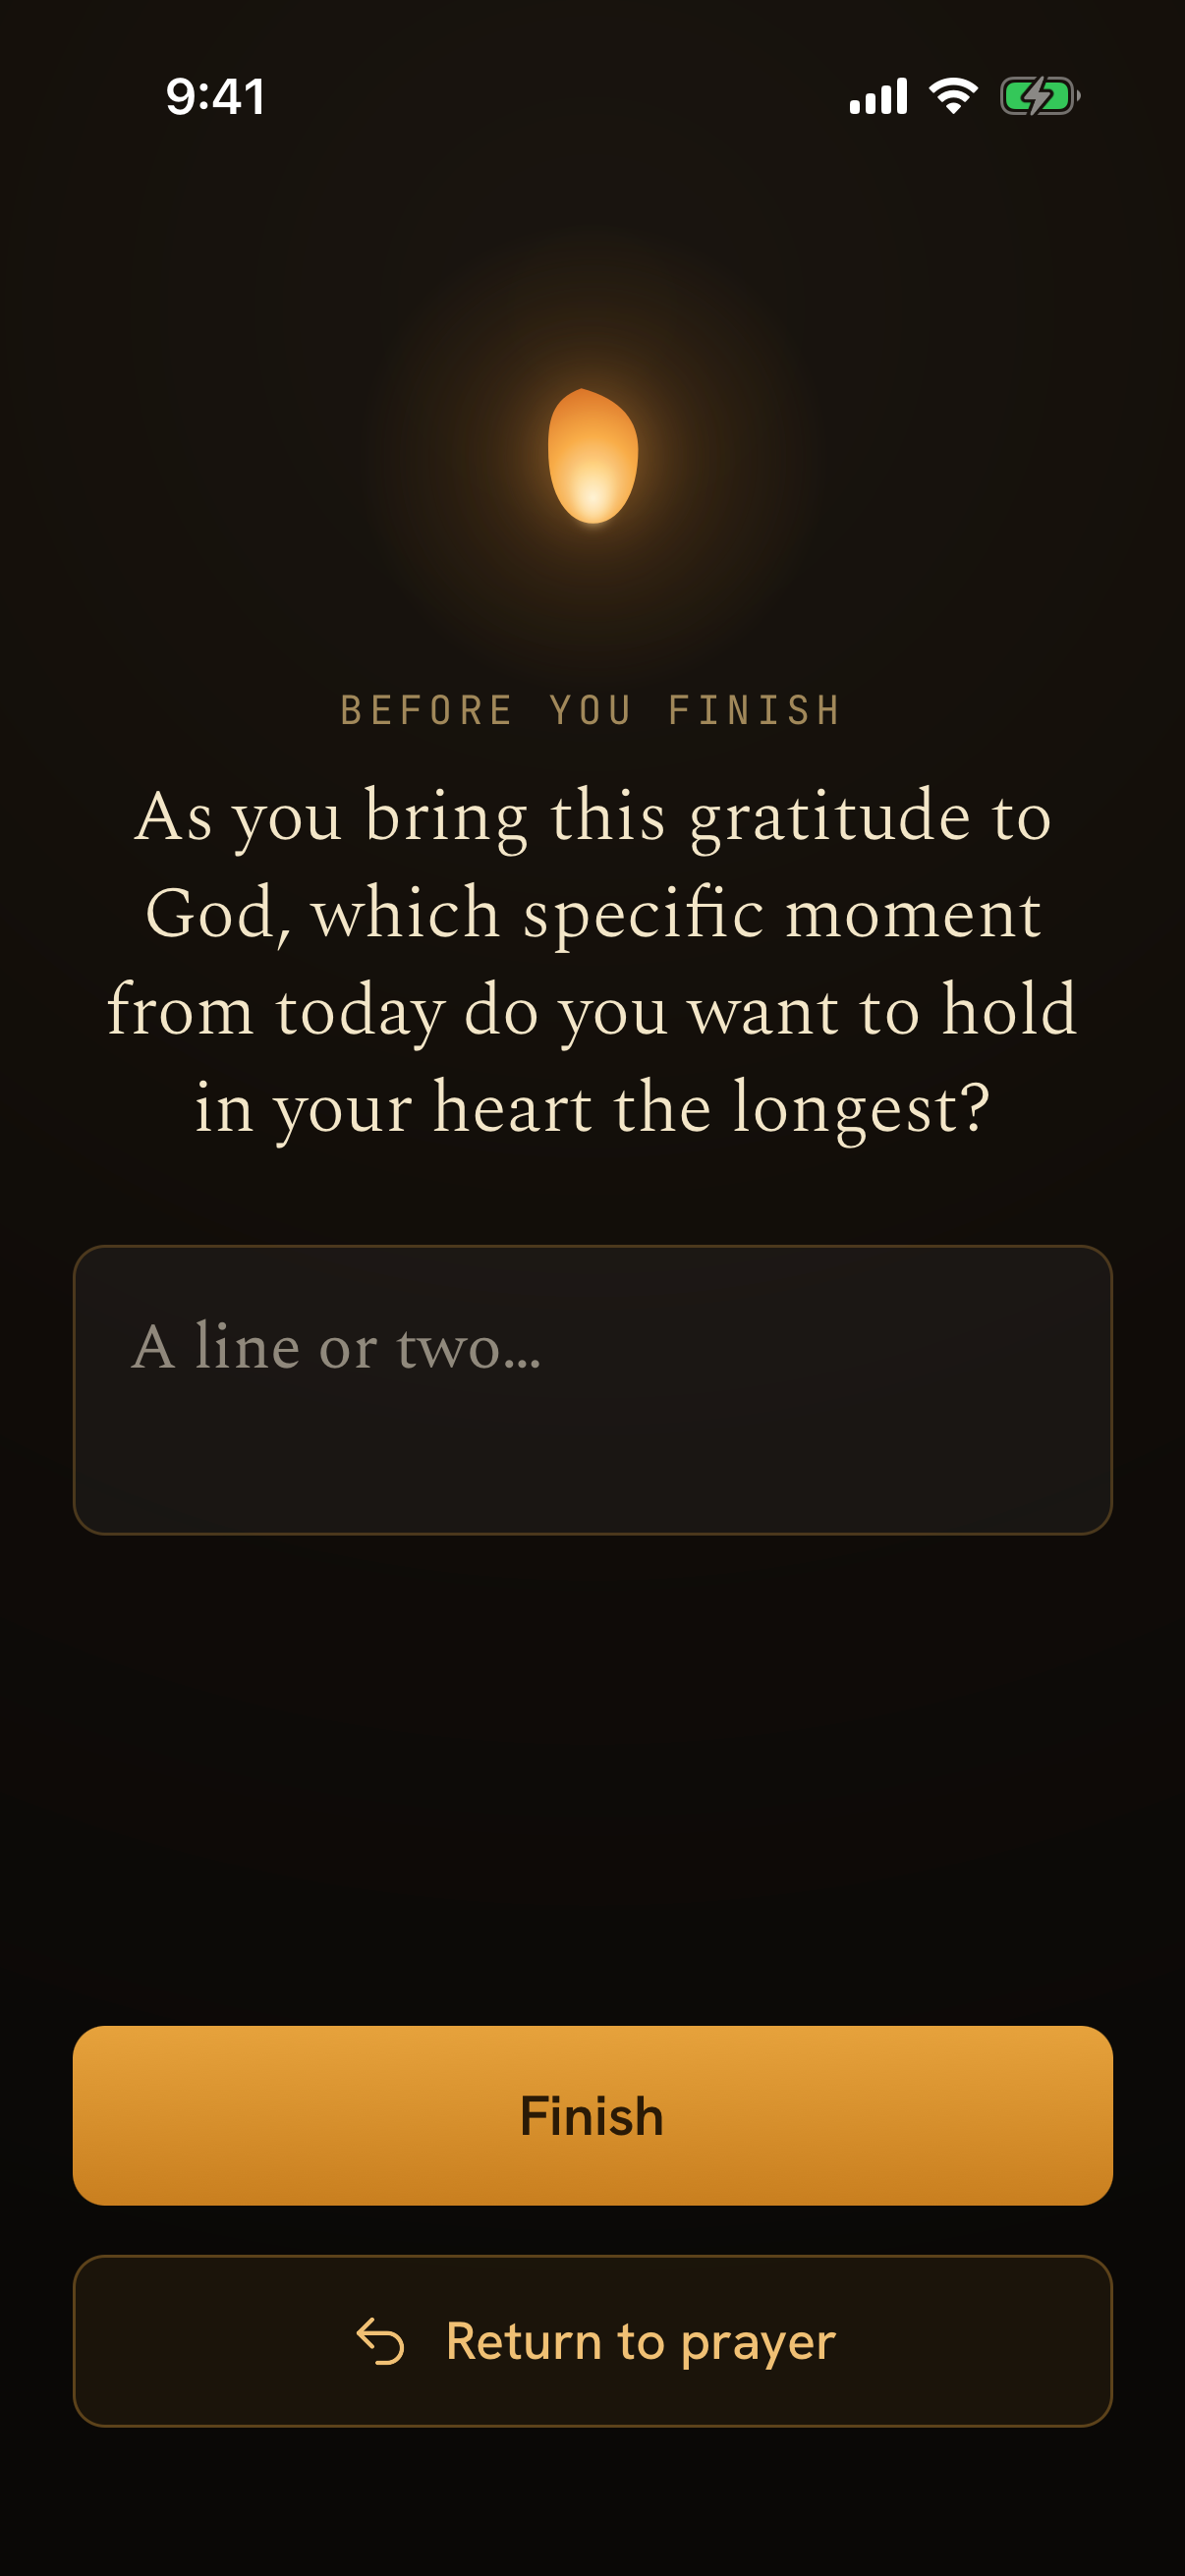 9:41
BEFORE YOU FINISH
As you bring this gratitude to
God, which specific moment
from today do you want to hold
in your heart the longest?
A line or two...
Finish
Return to prayer